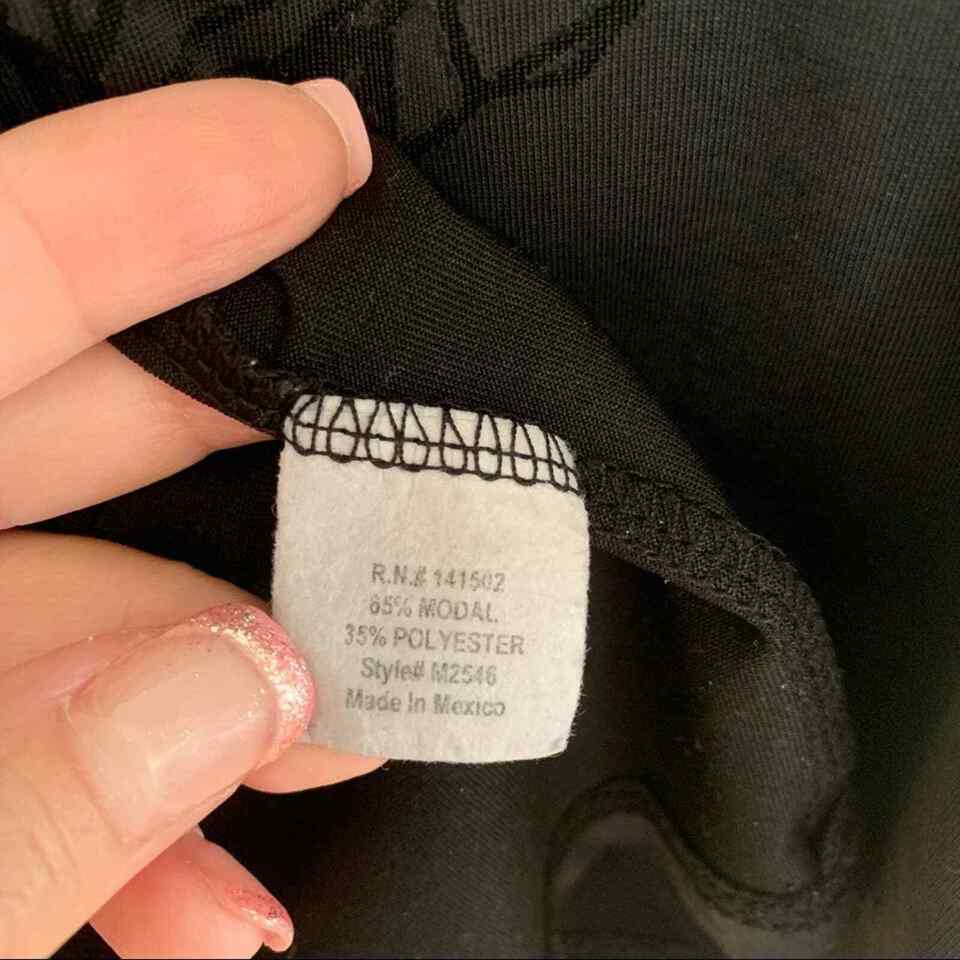 R.N.# 141502
65% MODAL
35% POLYESTER
Style# M2546
Made In Mexico